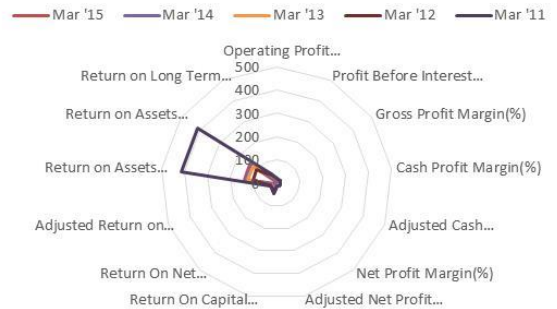 Mar '15 Mar '14 Mar '13 Mar '12 Mar '11
Operating Profit...
500
Return on Long Term... Profit Before Interest...
400
Return on Assets... 300 Gross Profit Margin(%)
200
100
Return on Assets... 0 Cash Profit Margin(%)
Adjusted Return on... Adjusted Cash...
Return On Net... Net Profit Margin(%)
Return On Capital... Adjusted Net Profit...